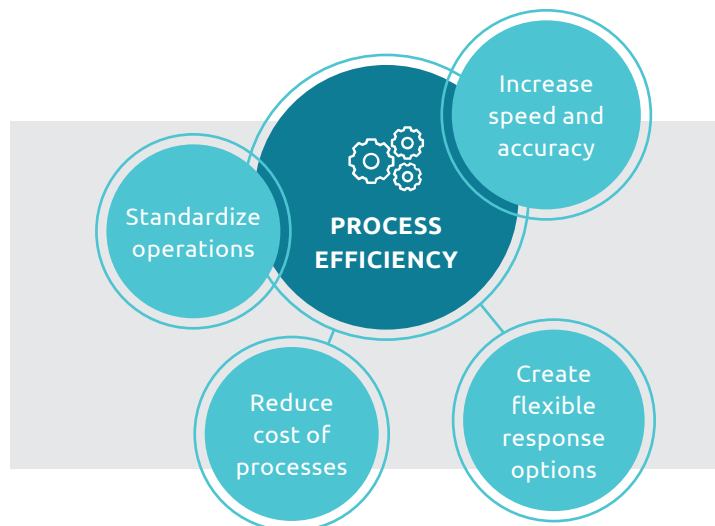 Increase
speed and
accuracy
PROCESS
EFFICIENCY
Standardize
operations
Reduce
cost of
processes
Create
flexible
response
options